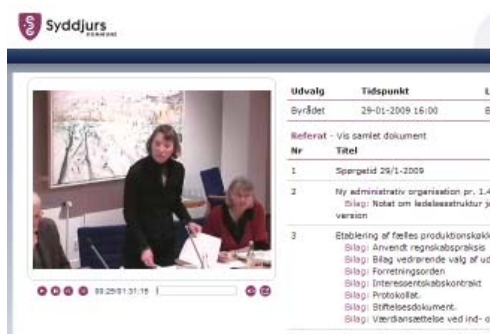 Syddjurs
KOMMUNE
Udvalg Tidspunkt L
Byrådet 29-01-2009 16:00 B
Referat - Vis samlet dokument
Nr Titel
1 Spørgetid 29/1-2009
2 Ny administrativ organisation pr. 1.4
Bilag: Notat om ledelsesstruktur j
version
3 Etablering af fælles produktionskøkk
Bilag: Anvendt regnskabspraksis
Bilag: Bilag vedrørende valg af ud
Bilag: Forretningsorden
Bilag: Interessentskabskontrakt
Bilag: Protokollat.
Bilag: Stiftelsesdokument.
Bilag: Værdiansættelse ved ind- o
00:29/01:31:15